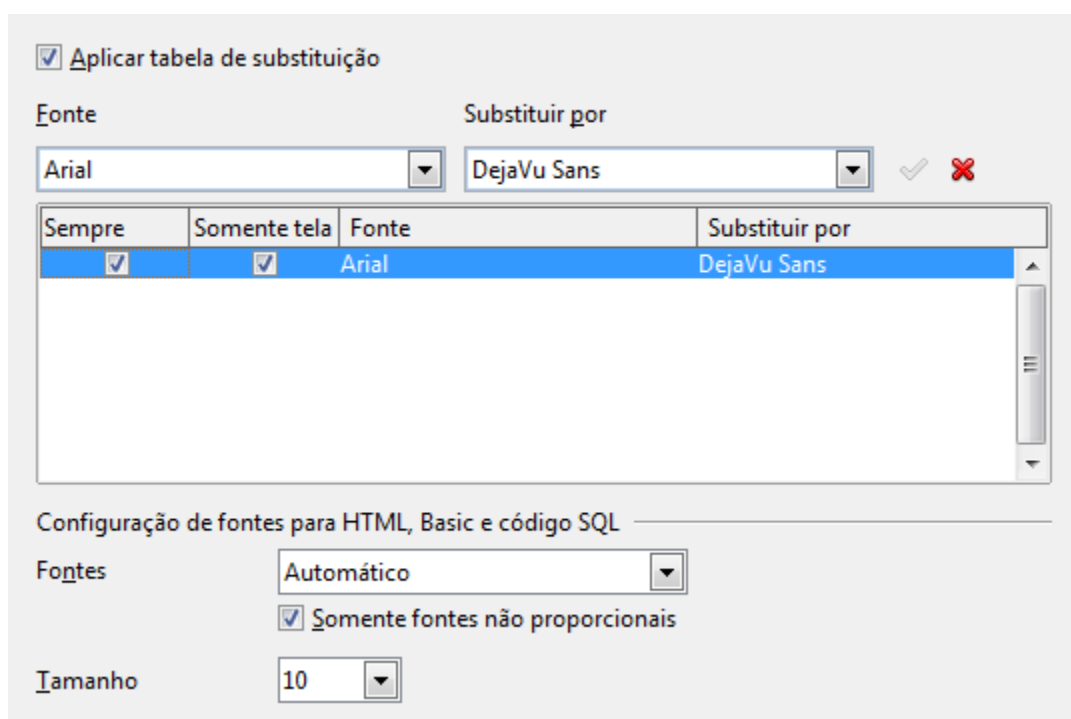 Aplicar tabela de substituição
Fonte Substituir por
Arial DejaVu Sans
Sempre Somente tela Fonte Substituir por
Arial DejaVu Sans
Configuração de fontes para HTML, Basic e código SQL
Fontes Automático
Somente fontes não proporcionais
Tamanho 10